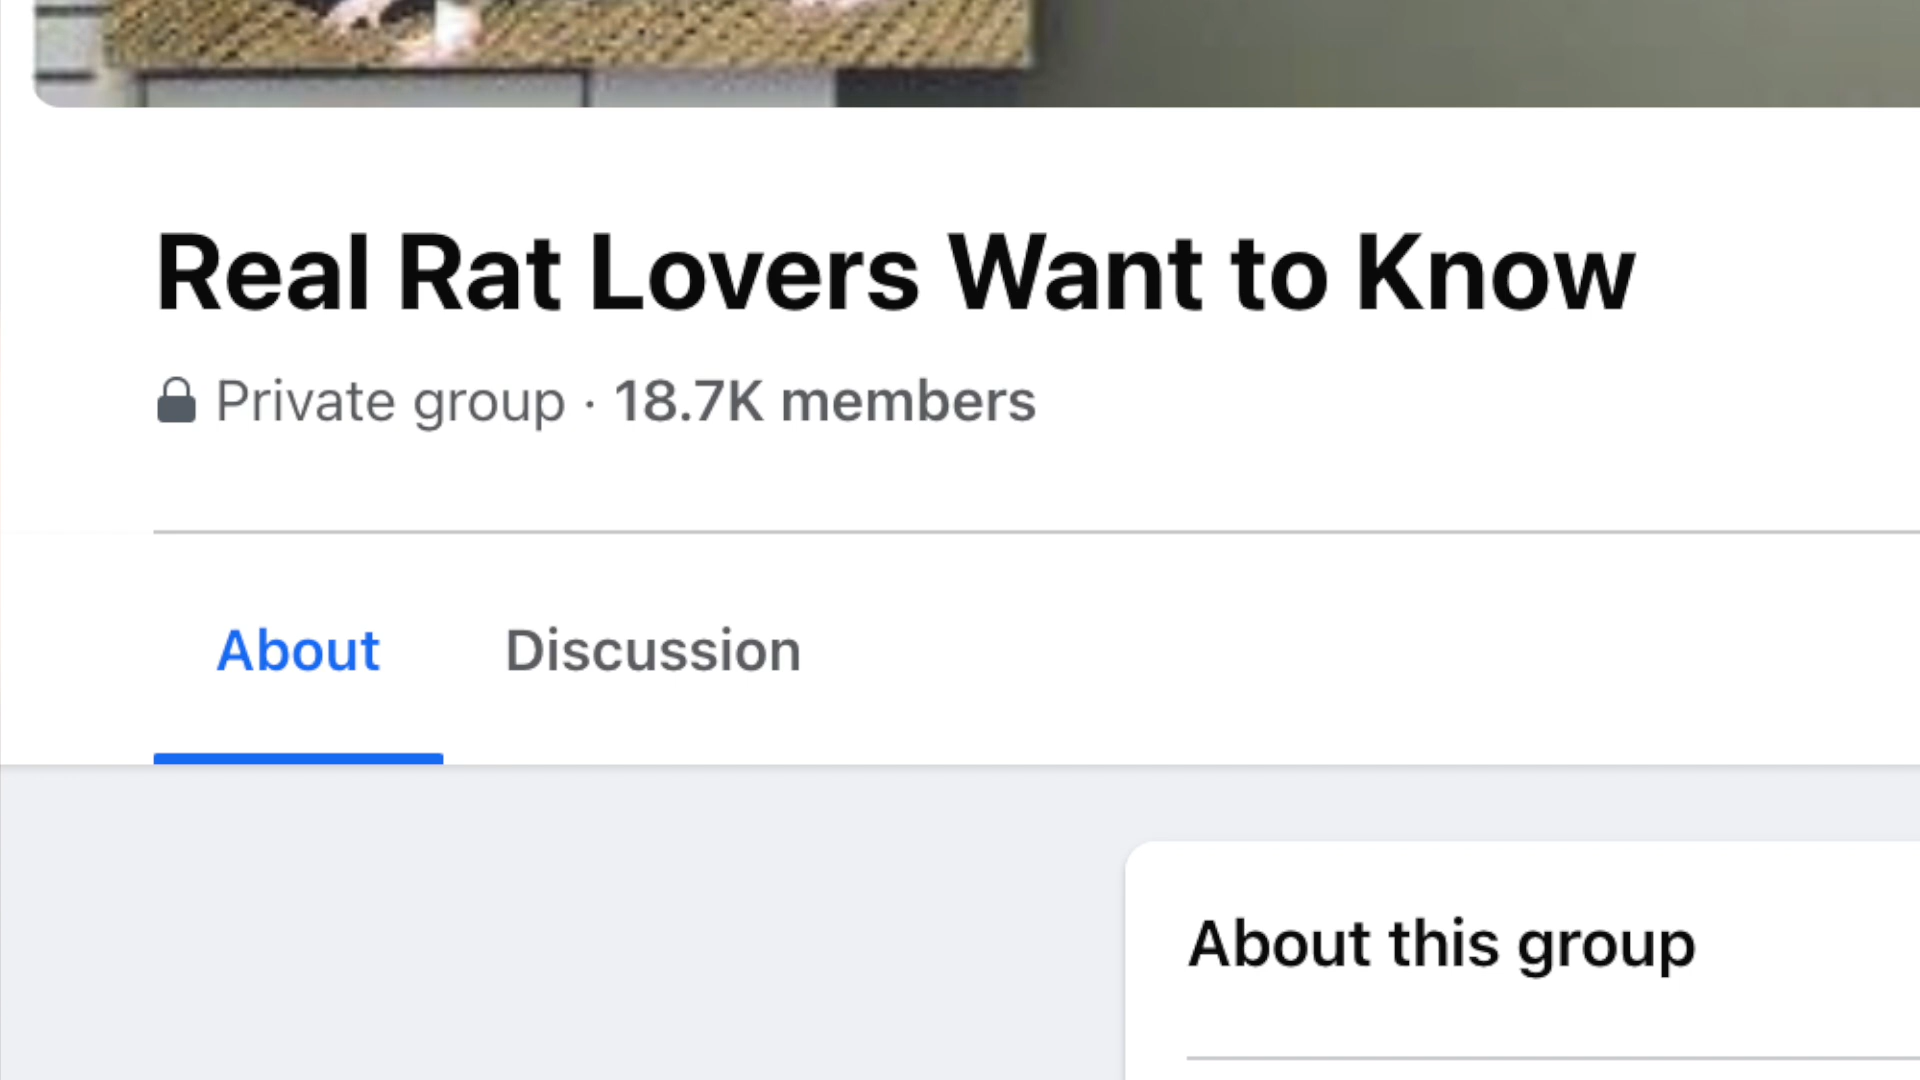 Real Rat Lovers Want to Know
Private group · 18.7K members
About
Discussion
About this group